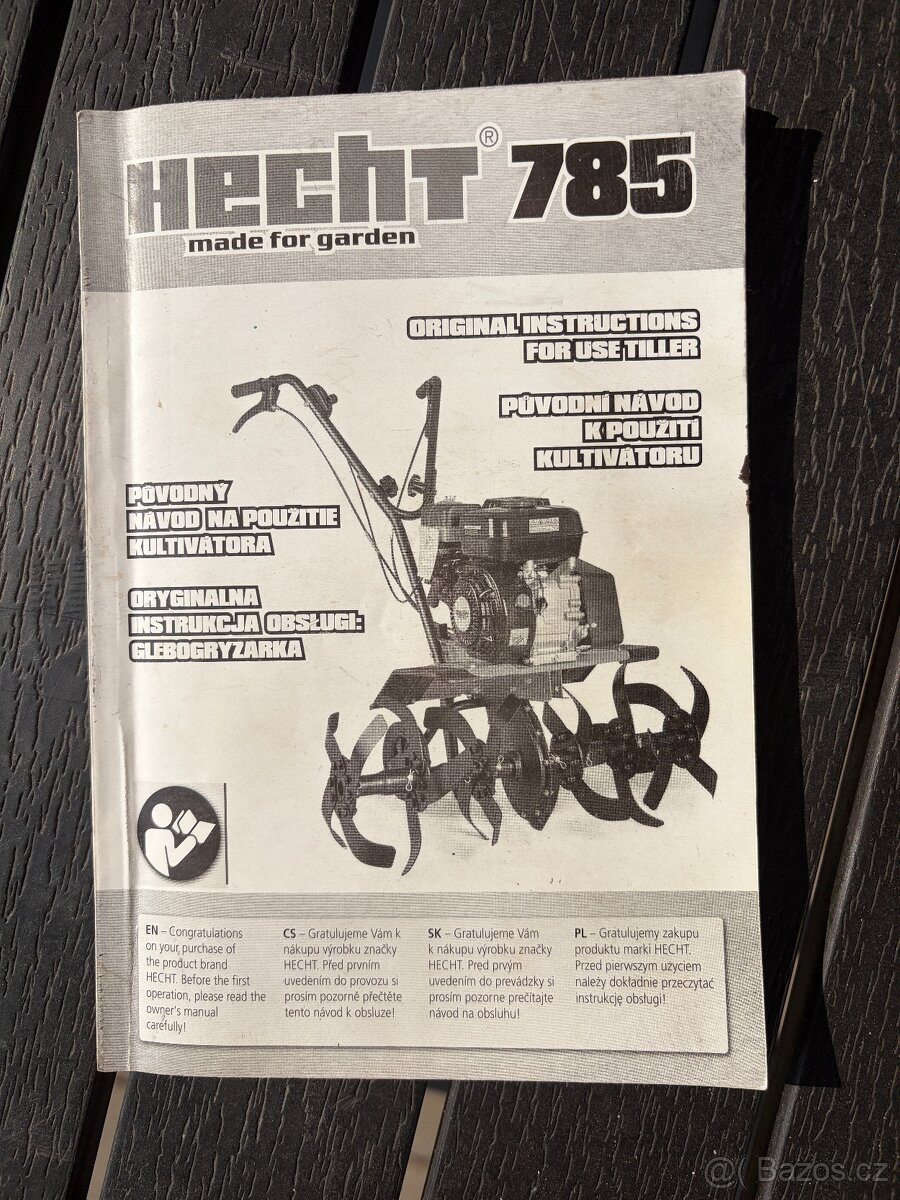 HECHT® 785
made for garden
ORIGINAL INSTRUCTIONS
FOR USE TILLER
PŮVODNÍ NÁVOD
K POUŽITÍ
KULTIVÁTORU
PÔVODNÝ
NÁVOD NA POUŽITIE
KULTIVÁTORA
ORYGINALNA
INSTRUKCJA OBSŁUGI:
GLEBOGRYZARKA
EN – Congratulations
on your purchase of
the product brand
HECHT. Before the first
operation, please read the
owner's manual
carefully!
CS – Gratulujeme Vám k
nákupu výrobku značky
HECHT. Před prvním
uvedením do provozu si
prosím pozorně přečtěte
tento návod k obsluze!
SK – Gratulujeme Vám
k nákupu výrobku značky
HECHT. Pred prvým
uvedením do prevádzky si
prosím pozorne prečítajte
návod na obsluhu!
PL – Gratulujemy zakupu
produktu marki HECHT.
Przed pierwszym użyciem
należy dokładnie przeczytać
instrukcję obsługi!
@ Bazos.cz